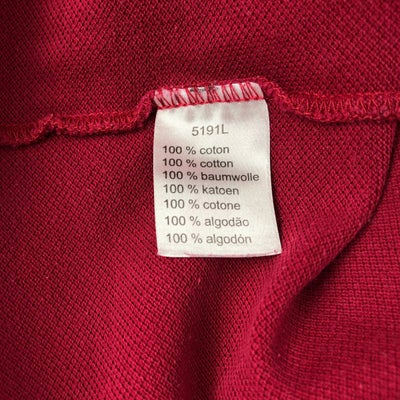 5191L
100 % coton
100 % cotton
100 % baumwolle
100 % katoen
100 % cotone
100 % algodão
100 % algodón